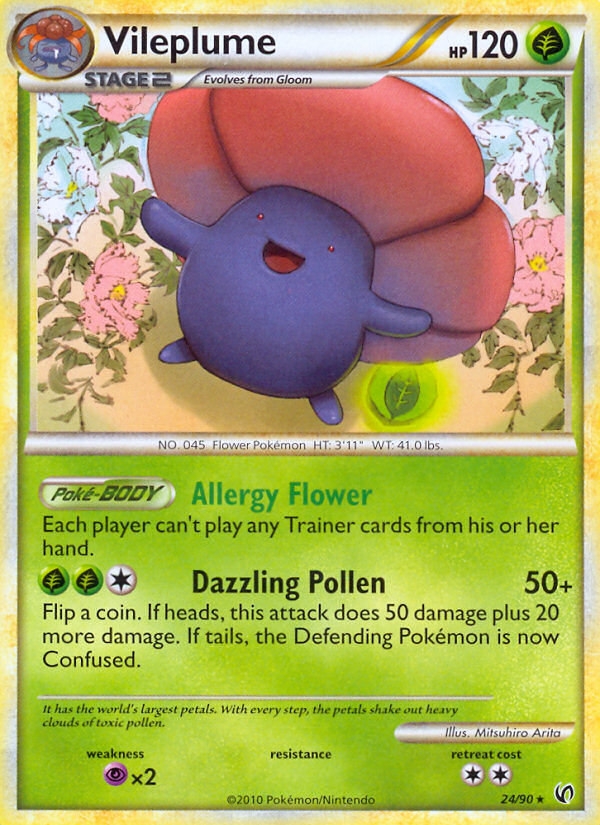 Vileplume
HP120
STAGE2
Evolves from Gloom
NO. 045 Flower Pokémon HT: 3'11" WT: 41.0 lbs.
Poké-BODY Allergy Flower
Each player can't play any Trainer cards from his or her
hand.
Dazzling Pollen 50+
Flip a coin. If heads, this attack does 50 damage plus 20
more damage. If tails, the Defending Pokémon is now
Confused.
It has the world's largest petals. With every step, the petals shake out heavy
clouds of toxic pollen.
Illus. Mitsuhiro Arita
weakness resistance retreat cost
×2
©2010 Pokémon/Nintendo 24/90 ★